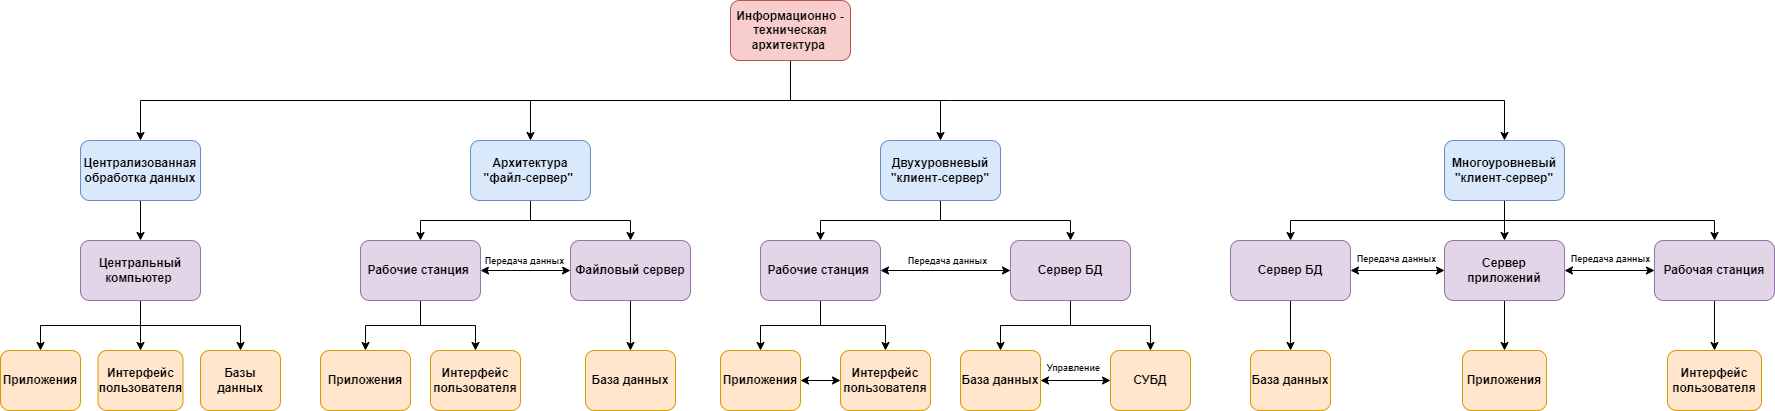 Информационно -
техническая
архитектура
Централизованная
обработка данных
Архитектура
"файл-сервер"
Двухуровневый
"клиент-сервер"
Многоуровневый
"клиент-сервер"
Центральный
компьютер
Рабочие станция
Передача данных
Файловый сервер
Рабочие станция
Передача данных
Сервер БД
Сервер БД
Передача данных
Сервер
приложений
Передача данных
Рабочая станция
Приложения
Интерфейс
пользователя
Базы
данных
Приложения
Интерфейс
пользователя
База данных
Приложения
Интерфейс
пользователя
База данных
Управление
СУБД
База данных
Приложения
Интерфейс
пользователя